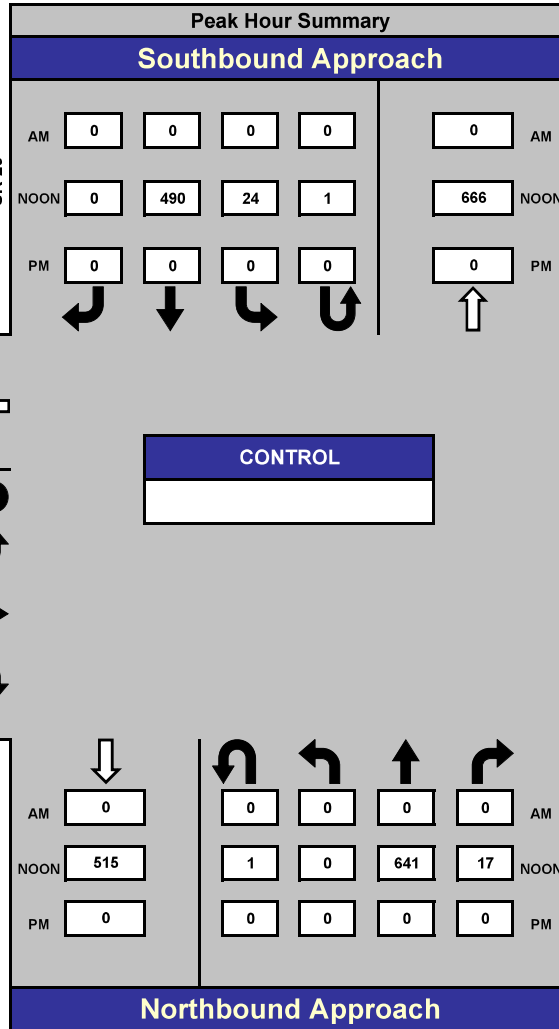 Peak Hour Summary
Southbound Approach
AM 0 0 0 0 0 AM
NOON 0 490 24 1 666 NOON
PM 0 0 0 0 0 PM
CONTROL
AM 0 0 0 0 0 AM
NOON 515 1 0 641 17 NOON
PM 0 0 0 0 0 PM
Northbound Approach